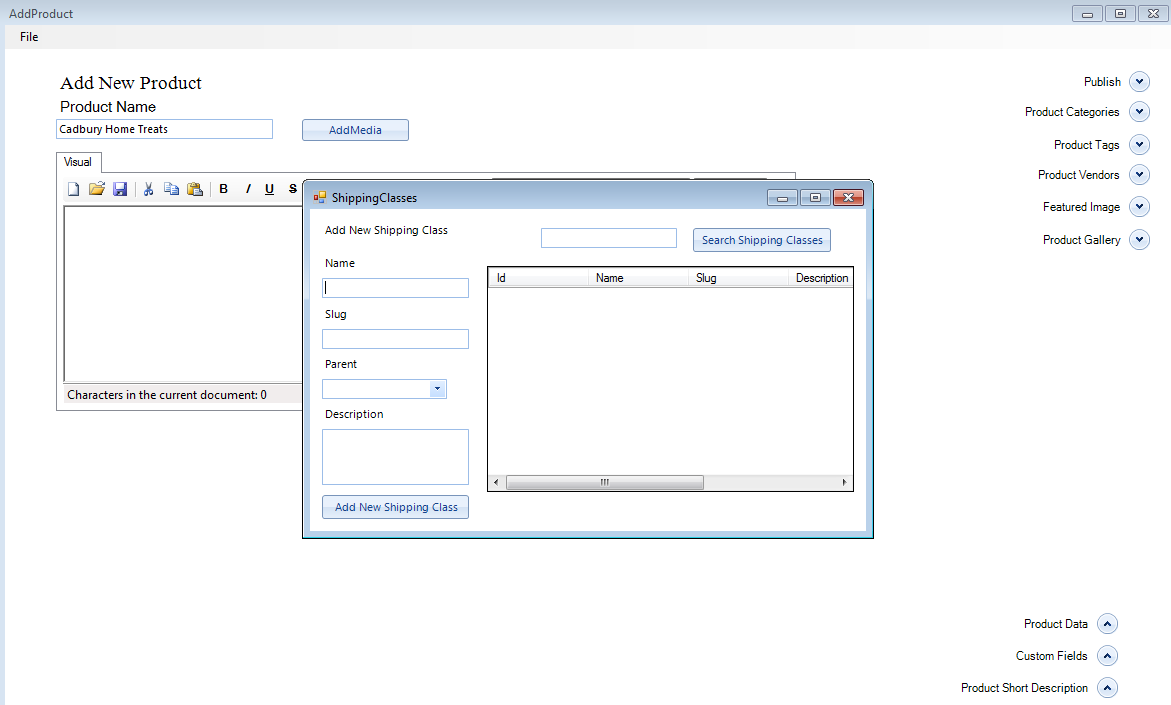 AddProduct
File
Add New Product
Product Name
Cadbury Home Treats
AddMedia
Visual
B I U S
Characters in the current document: 0
ShippingClasses
Add New Shipping Class
Search Shipping Classes
Name
Slug
Parent
Description
Add New Shipping Class
Id Name Slug Description
Publish
Product Categories
Product Tags
Product Vendors
Featured Image
Product Gallery
Product Data
Custom Fields
Product Short Description